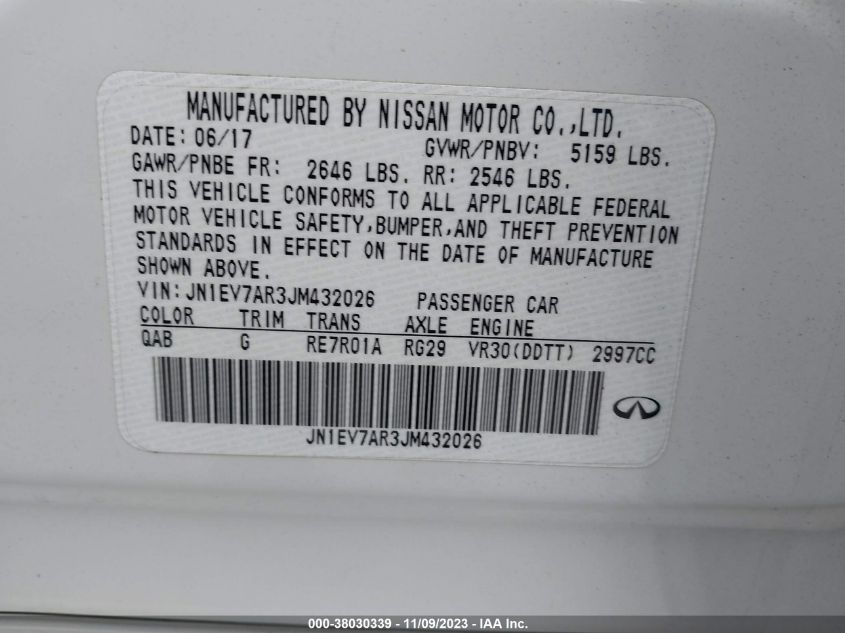 MANUFACTURED BY NISSAN MOTOR CO.,LTD.
DATE: 06/17 GVWR/PNBV: 5159 LBS.
GAWR/PNBE FR: 2646 LBS. RR: 2546 LBS.
THIS VEHICLE CONFORMS TO ALL APPLICABLE FEDERAL
MOTOR VEHICLE SAFETY,BUMPER,AND THEFT PREVENTION
STANDARDS IN EFFECT ON THE DATE OF MANUFACTURE
SHOWN ABOVE.
VIN:JN1EV7AR3JM432026 PASSENGER CAR
COLOR TRIM TRANS AXLE ENGINE
QAB G RE7R01A RG29 VR30(DDTT) 2997CC
JN1EV7AR3JM432026
000-38030339 - 11/09/2023 - IAA Inc.